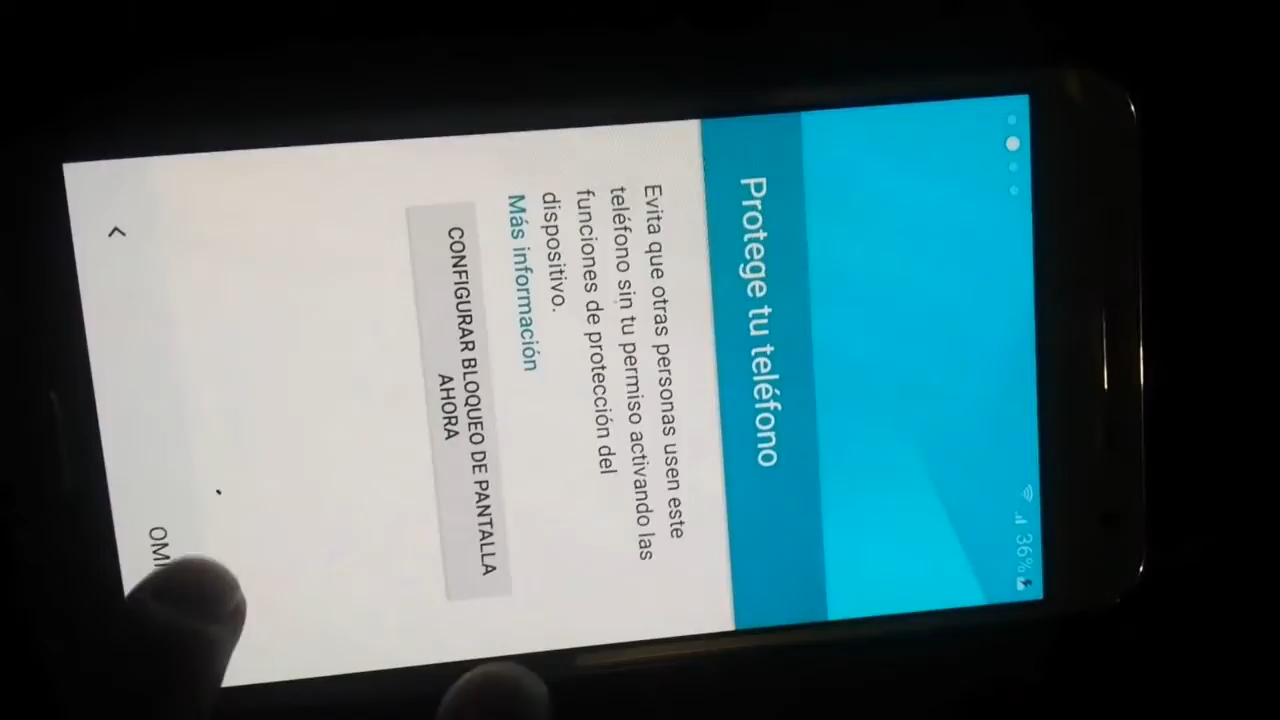 36%
Protege tu teléfono
Evita que otras personas usen este
teléfono sin tu permiso activando las
funciones de protección del
dispositivo.
Más información
CONFIGURAR BLOQUEO DE PANTALLA
AHORA